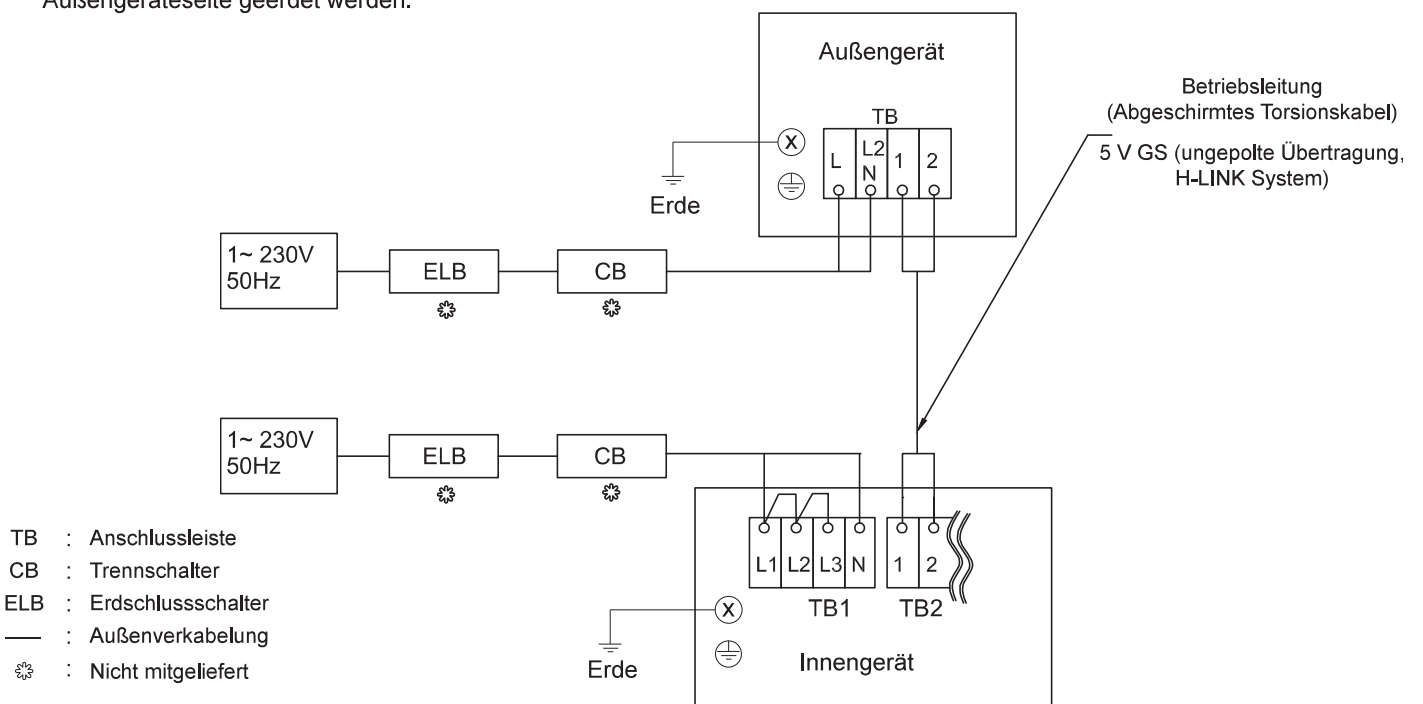 Außengeräteseite geerdet werden.
Außengerät
TB
L
L2
N
1
2
X
Erde
Betriebsleitung
(Abgeschirmtes Torsionskabel)
5 V GS (ungepolte Übertragung,
H-LINK System)
1~ 230V
50Hz
ELB
CB
1~ 230V
50Hz
ELB
CB
L1
L2
L3
N
1
2
TB1
TB2
X
Erde
Innengerät
TB : Anschlussleiste
CB : Trennschalter
ELB : Erdschlussschalter
: Außenverkabelung
: Nicht mitgeliefert